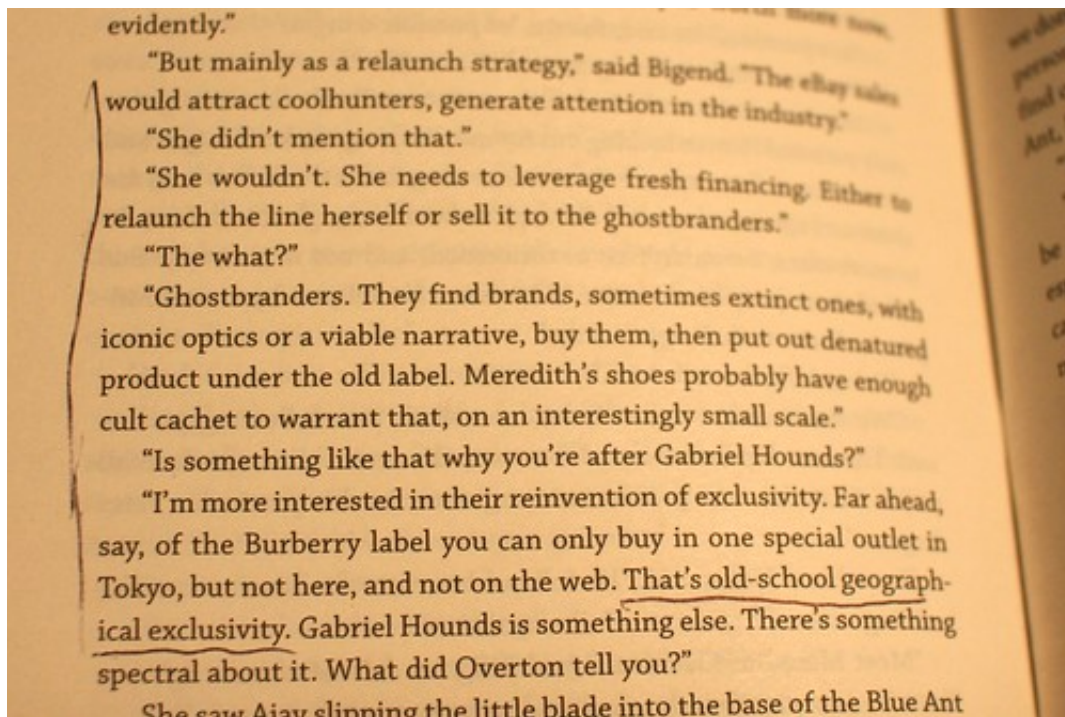 worth more now,
evidently.”
“But mainly as a relaunch strategy,” said Bigend. “The eBay sales
would attract coolhunters, generate attention in the industry.”
“She didn’t mention that.”
“She wouldn’t. She needs to leverage fresh financing. Either to
relaunch the line herself or sell it to the ghostbranders.”
“The what?”
“Ghostbranders. They find brands, sometimes extinct ones, with
iconic optics or a viable narrative, buy them, then put out denatured
product under the old label. Meredith’s shoes probably have enough
cult cachet to warrant that, on an interestingly small scale.”
“Is something like that why you’re after Gabriel Hounds?”
“I’m more interested in their reinvention of exclusivity. Far ahead,
say, of the Burberry label you can only buy in one special outlet in
Tokyo, but not here, and not on the web. That’s old-school geograph-
ical exclusivity. Gabriel Hounds is something else. There’s something
spectral about it. What did Overton tell you?”
She saw Ajay slipping the little blade into the base of the Blue Ant
we
find
Ant,
be